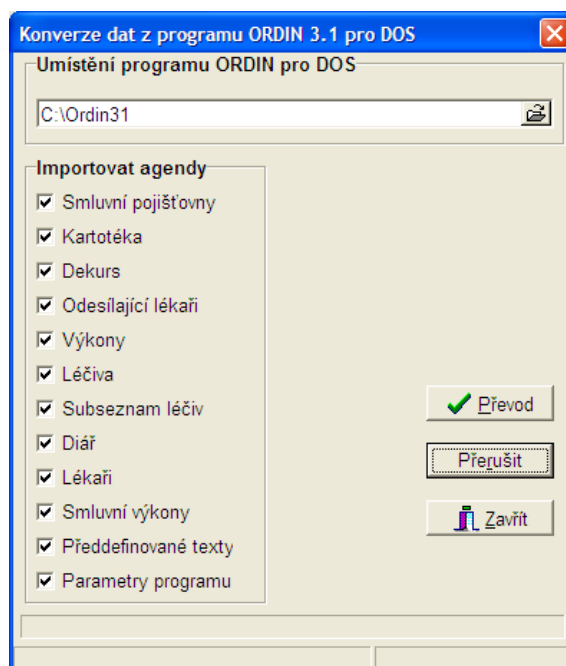 Konverze dat z programu ORDIN 3.1 pro DOS
Umístění programu ORDIN pro DOS
C:\Ordin31
Importovat agendy
Smluvní pojišťovny
Kartotéka
Dekurs
Odesílající lékaři
Výkony
Léčiva
Subseznam léčiv
Diář
Lékaři
Smluvní výkony
Předdefinované texty
Parametry programu
Převod
Přerušit
Zavřít